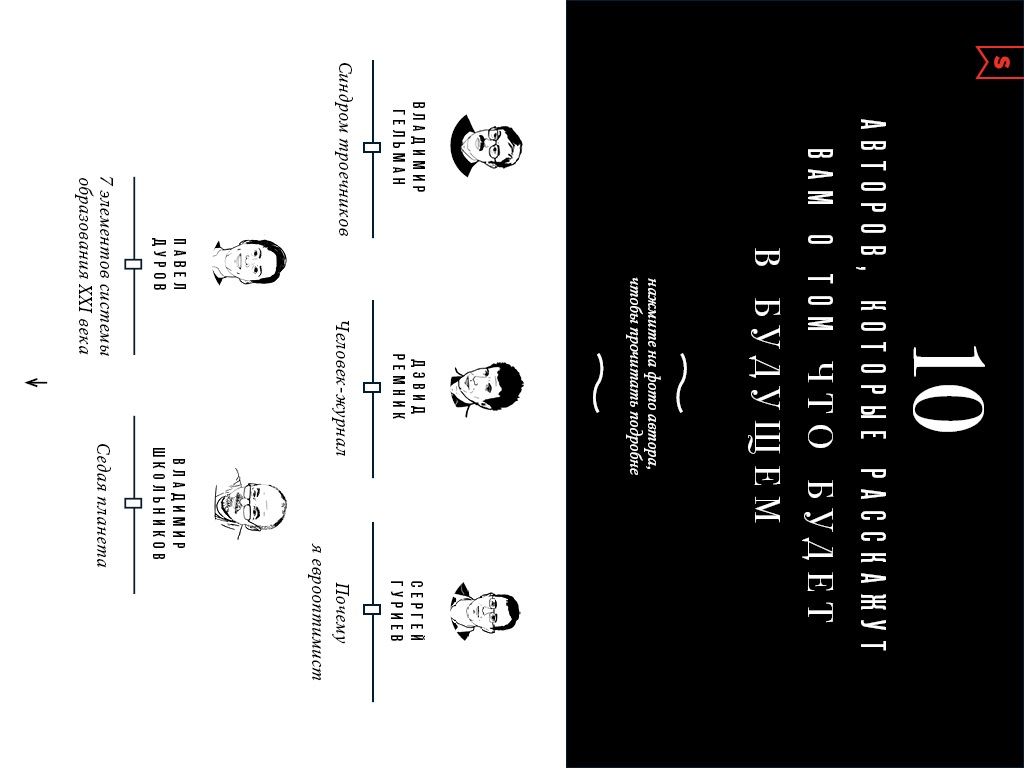 S
10
АВТОРОВ, КОТОРЫЕ РАССКАЖУТ
ВАМ О ТОМ ЧТО БУДЕТ
В БУДУЩЕМ
нажмите на фото автора,
чтобы прочитать подробне
ВЛАДИМИР
ГЕЛЬМАН
Синдром троечников
ДЭВИД
РЕМНИК
Человек-журнал
СЕРГЕЙ
ГУРИЕВ
Почему
я еврооптимист
ПАВЕЛ
ДУРОВ
7 элементов системы
образования XXI века
ВЛАДИМИР
ШКОЛЬНИКОВ
Седая планета